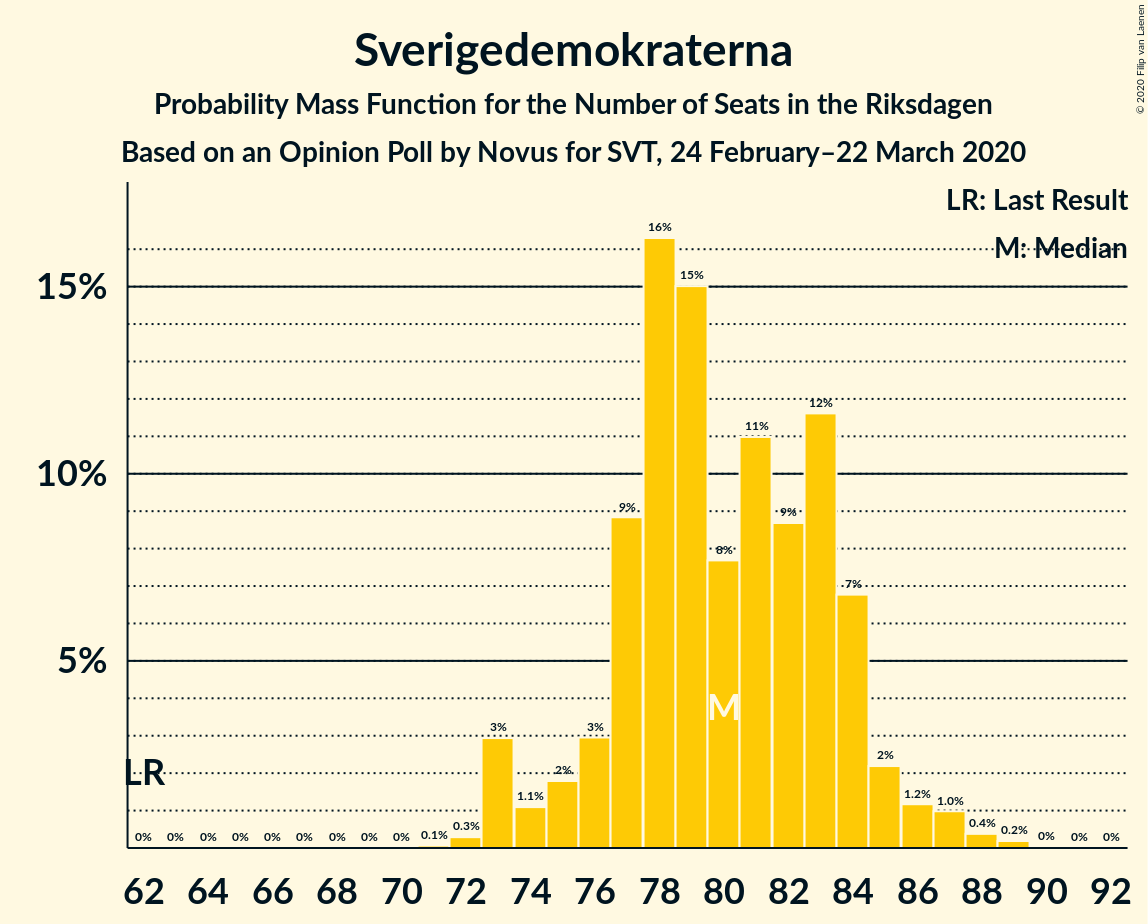 © 2020 Filip van Laenen
Sverigedemokraterna
Probability Mass Function for the Number of Seats in the Riksdagen
Based on an Opinion Poll by Novus for SVT, 24 February–22 March 2020
LR: Last Result
M: Median
15%
10%
5%
0% 0% 0% 0% 0% 0% 0% 0% 0% 0.1% 0.3% 3% 1.1% 2% 3% 9% 16% 15% 8% 11% 9% 12% 7% 2% 1.2% 1.0% 0.4% 0.2% 0% 0% 0%
LR
M
62 64 66 68 70 72 74 76 78 80 82 84 86 88 90 92